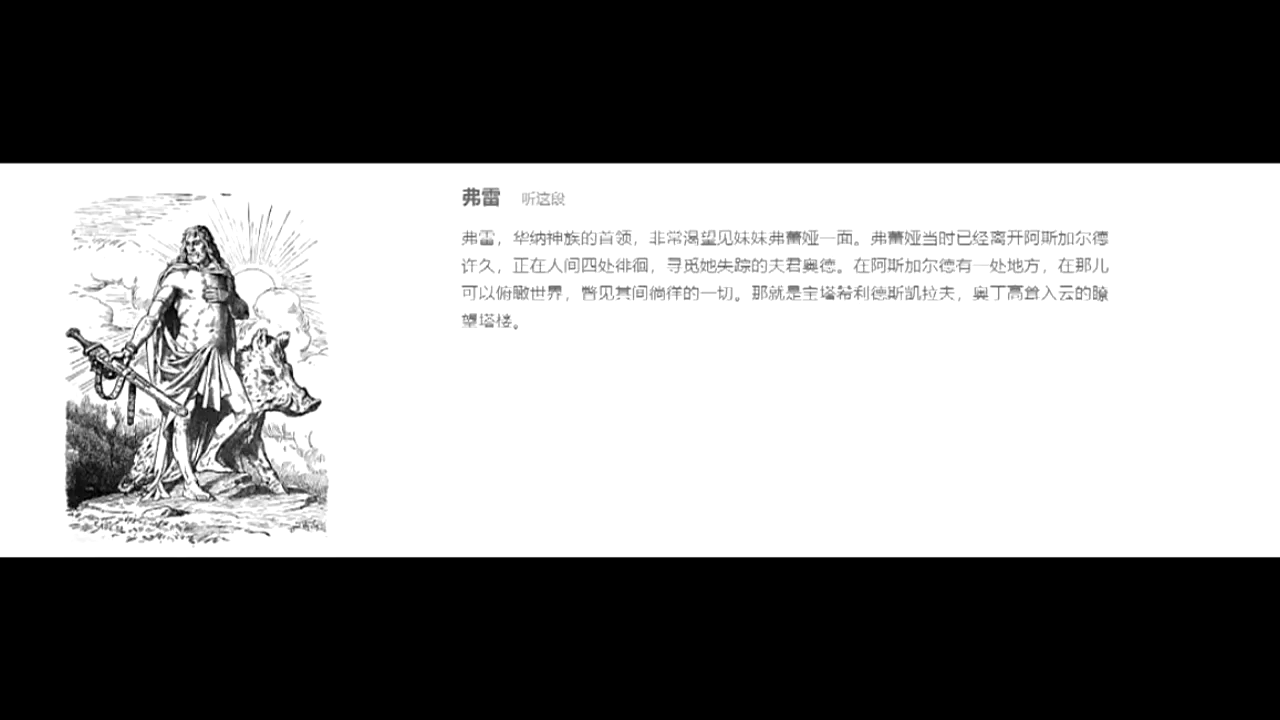 弗雷 听这段
弗雷，华纳神族的首领，非常渴望见妹妹弗蕾娅一面。弗蕾娅当时已经离开阿斯加尔德
许久，正在人间四处徘徊，寻觅她失踪的夫君奥德。在阿斯加尔德有一处地方，在那儿
可以俯瞰世界，瞥见其间徜徉的一切。那就是宝塔希利德斯凯拉夫，奥丁高耸入云的瞭
望塔楼。